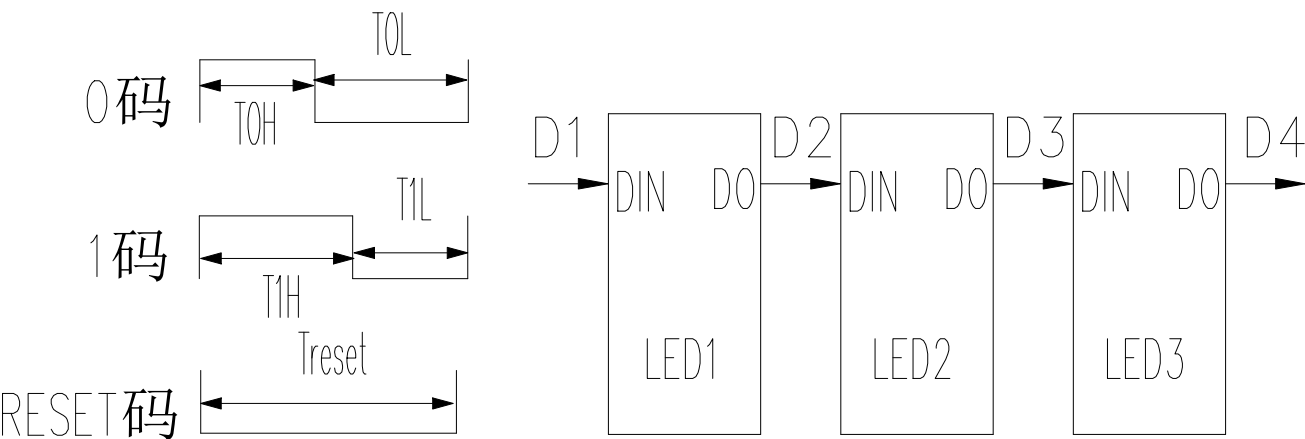 0码
T0H
T0L
1码
T1H
T1L
RESET码
Treset
D1
D2
D3
D4
DIN
DO
DIN
DO
DIN
DO
LED1
LED2
LED3